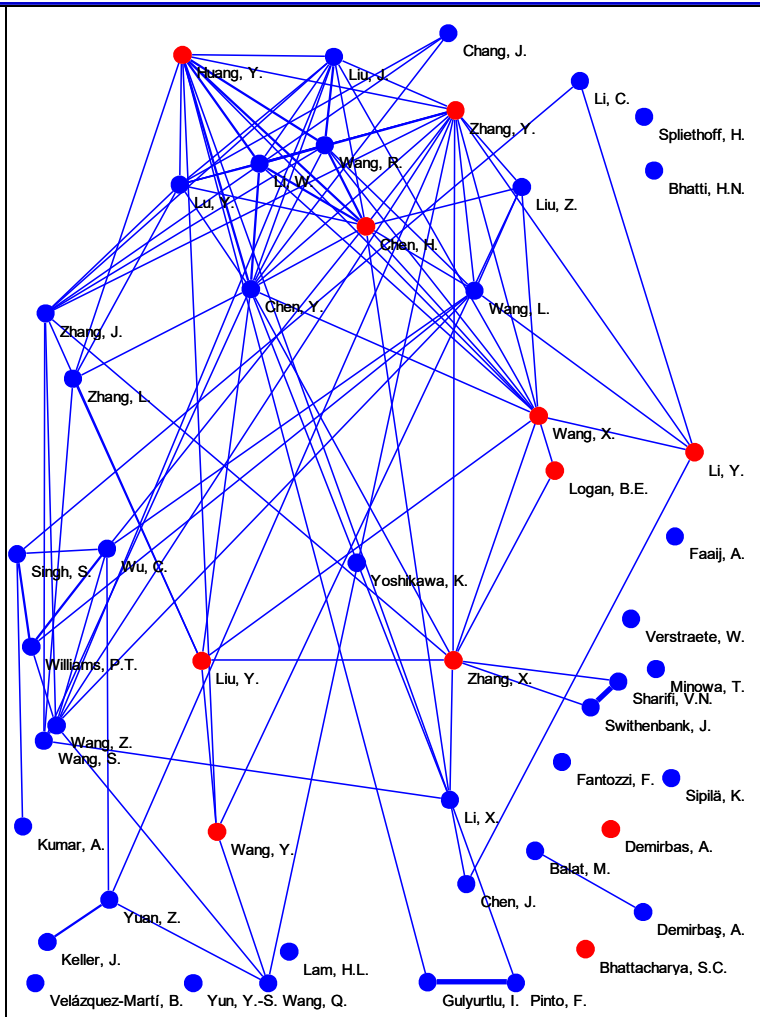 Chang, J.
Huang, Y.
Liu, J.
Li, C.
Zhang, Y.
Spliethoff, H.
Wang, R.
Li, W.
Bhatti, H.N.
Lu, Y.
Liu, Z.
Chen, H.
Chen, Y.
Wang, L.
Zhang, J.
Zhang, L.
Wang, X.
Li, Y.
Logan, B.E.
Faaij, A.
Singh, S.
Wu, C.
Yoshikawa, K.
Verstraete, W.
Williams, P.T.
Liu, Y.
Zhang, X.
Minowa, T.
Sharifi, V.N.
Swithenbank, J.
Wang, Z.
Wang, S.
Fantozzi, F.
Sipilä, K.
Li, X.
Kumar, A.
Wang, Y.
Demirbas, A.
Balat, M.
Chen, J.
Yuan, Z.
Demirbaş, A.
Keller, J.
Lam, H.L.
Bhattacharya, S.C.
Velázquez-Martí, B.
Yun, Y.-S.
Wang, Q.
Gulyurtlu, I.
Pinto, F.